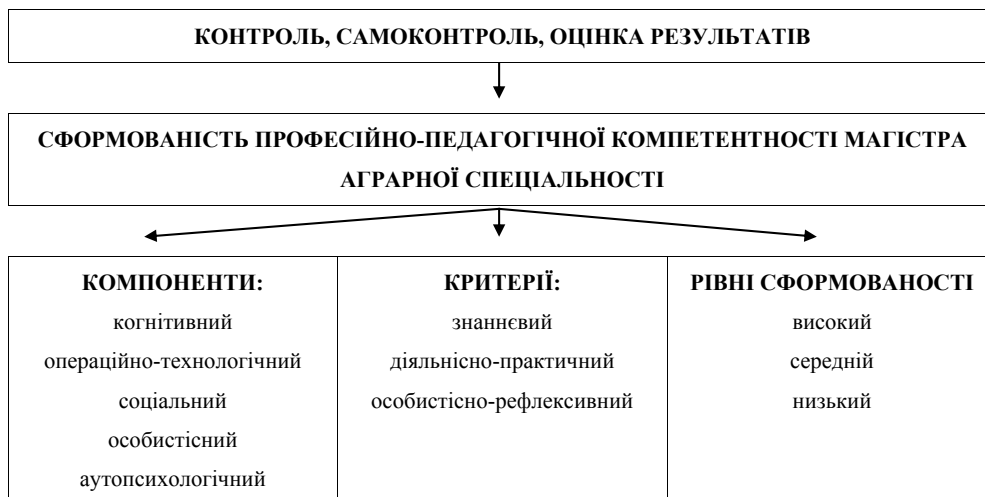 КОНТРОЛЬ, САМОКОНТРОЛЬ, ОЦІНКА РЕЗУЛЬТАТІВ
СФОРМОВАНІСТЬ ПРОФЕСІЙНО-ПЕДАГОГІЧНОЇ КОМПЕТЕНТНОСТІ МАГІСТРА
АГРАРНОЇ СПЕЦІАЛЬНОСТІ
КОМПОНЕНТИ:
когнітивний
операційно-технологічний
соціальний
особистісний
аутопсихологічний
КРИТЕРІЇ:
знаннєвий
діяльнісно-практичний
особистісно-рефлексивний
РІВНІ СФОРМОВАНОСТІ
високий
середній
низький